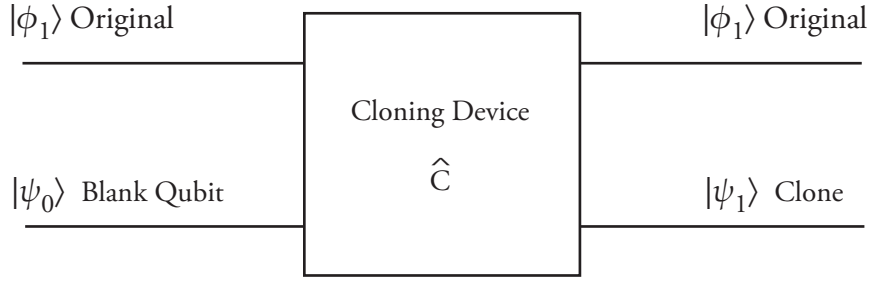 |ϕ₁⟩ Original
|ϕ₁⟩ Original
Cloning Device
Ĉ
|ψ₀⟩ Blank Qubit
|ψ₁⟩ Clone